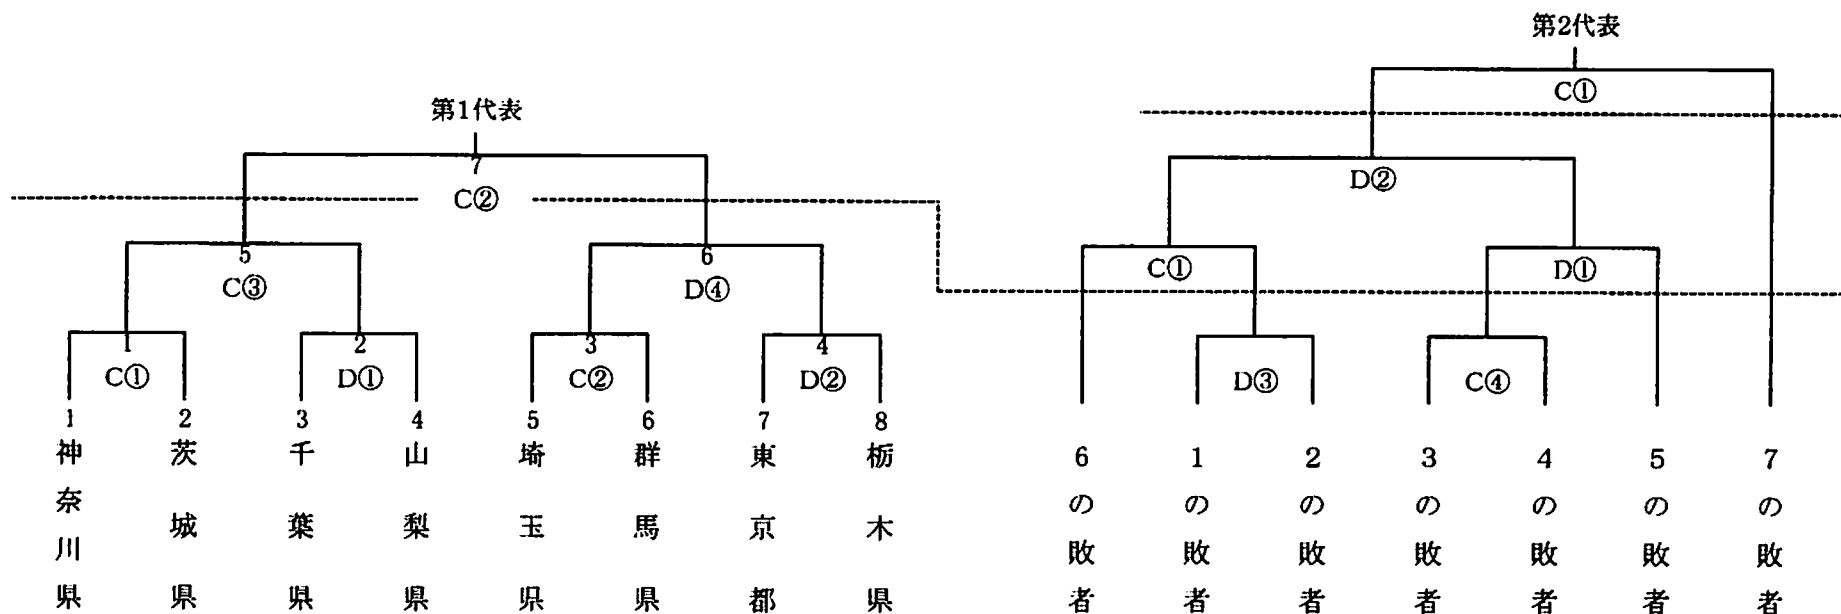 第2代表
C①
第1代表
7
C②
D②
5
6
C③
D④
C①
D①
1
2
3
4
C①
D①
C②
D②
D③
C④
1 2 3 4 5 6 7 8
神奈川県
茨城県
千葉県
山梨県
埼玉県
群馬県
東京都
栃木県
6の敗者
1の敗者
2の敗者
3の敗者
4の敗者
5の敗者
7の敗者